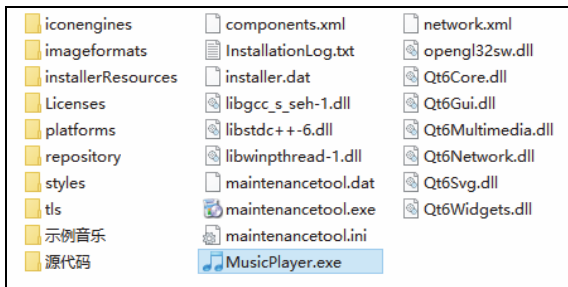 iconengines
imageformats
installerResources
Licenses
platforms
repository
styles
tls
示例音乐
源代码
components.xml
InstallationLog.txt
installer.dat
libgcc_s_seh-1.dll
libstdc++-6.dll
libwinpthread-1.dll
maintenancetool.dat
maintenancetool.exe
maintenancetool.ini
MusicPlayer.exe
network.xml
opengl32sw.dll
Qt6Core.dll
Qt6Gui.dll
Qt6Multimedia.dll
Qt6Network.dll
Qt6Svg.dll
Qt6Widgets.dll